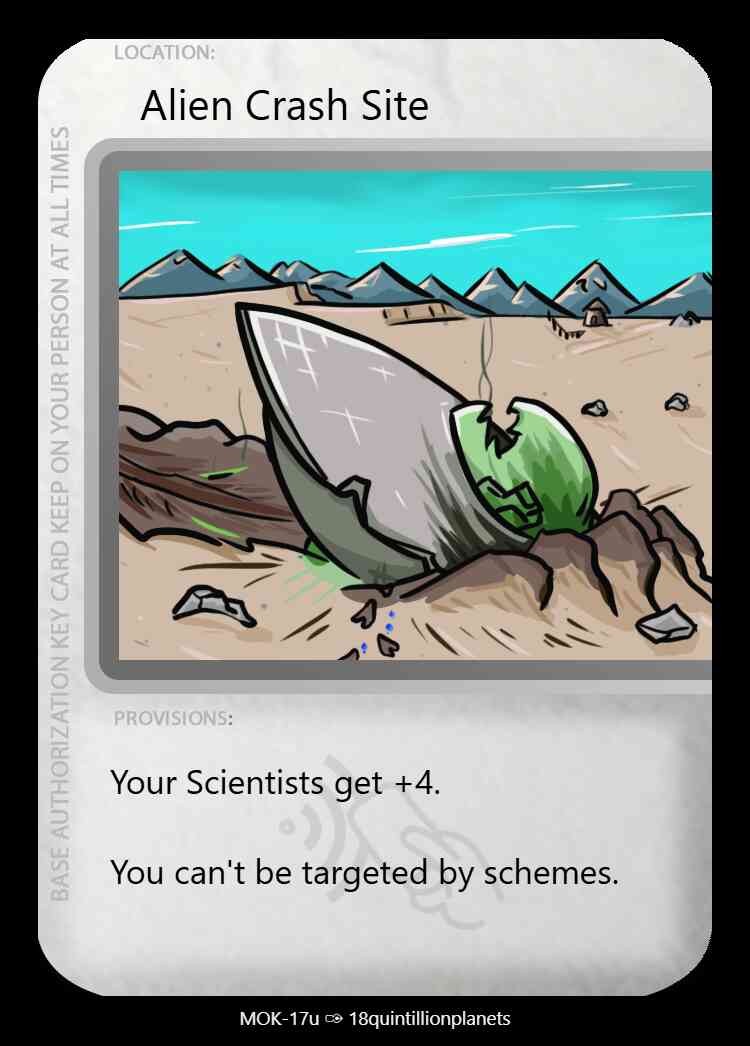 LOCATION:
Alien Crash Site
BASE AUTHORIZATION KEY CARD KEEP ON YOUR PERSON AT ALL TIMES
PROVISIONS:
Your Scientists get +4.
You can't be targeted by schemes.
MOK-17u ✑ 18quintillionplanets